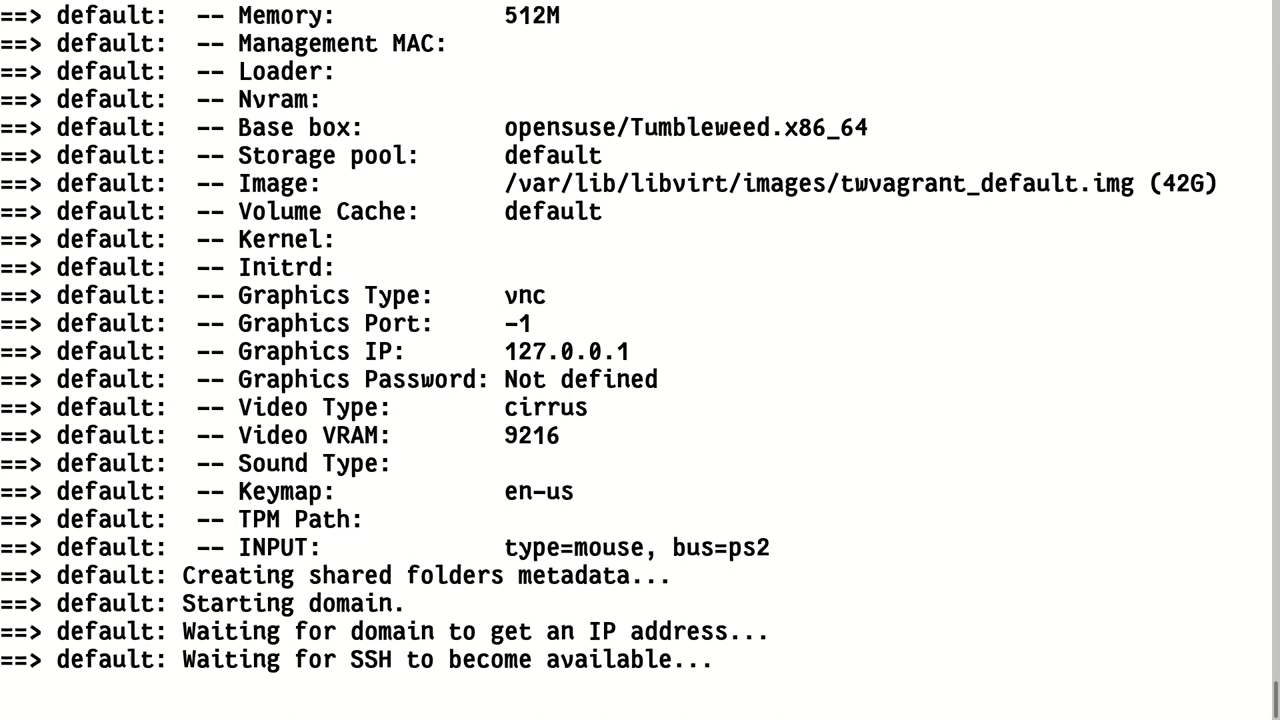 ==> default:  -- Memory:            512M
==> default:  -- Management MAC:
==> default:  -- Loader:
==> default:  -- Nvram:
==> default:  -- Base box:          opensuse/Tumbleweed.x86_64
==> default:  -- Storage pool:      default
==> default:  -- Image:             /var/lib/libvirt/images/twvagrant_default.img (42G)
==> default:  -- Volume Cache:      default
==> default:  -- Kernel:
==> default:  -- Initrd:
==> default:  -- Graphics Type:     vnc
==> default:  -- Graphics Port:     -1
==> default:  -- Graphics IP:       127.0.0.1
==> default:  -- Graphics Password: Not defined
==> default:  -- Video Type:        cirrus
==> default:  -- Video VRAM:        9216
==> default:  -- Sound Type:
==> default:  -- Keymap:            en-us
==> default:  -- TPM Path:
==> default:  -- INPUT:             type=mouse, bus=ps2
==> default: Creating shared folders metadata...
==> default: Starting domain.
==> default: Waiting for domain to get an IP address...
==> default: Waiting for SSH to become available...